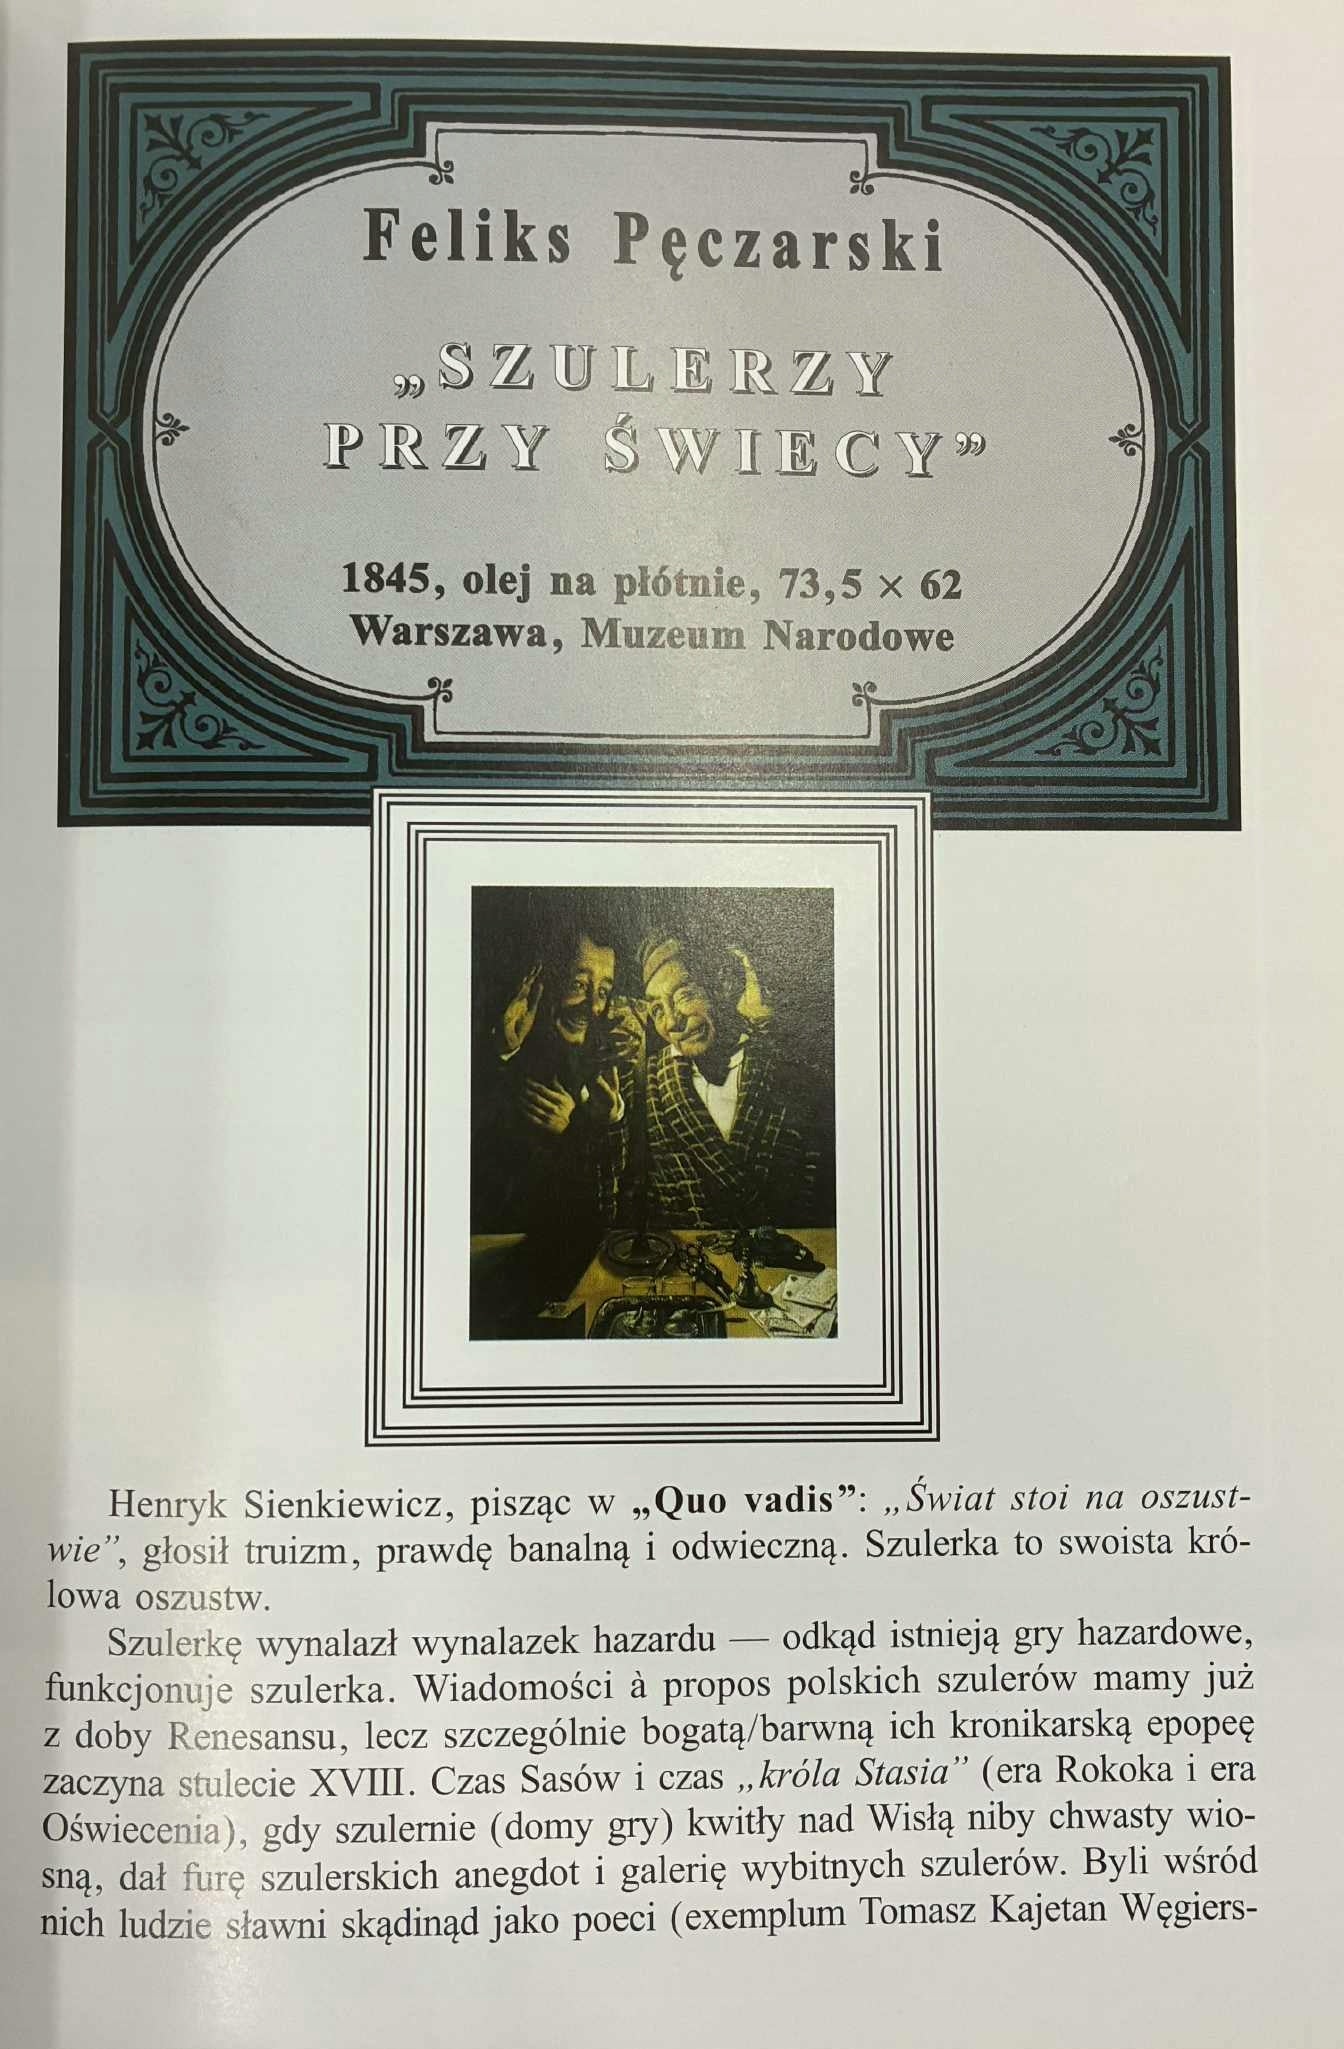 Feliks Pęczarski
„SZULERZY
PRZY ŚWIECY”
1845, olej na płótnie, 73,5 × 62
Warszawa, Muzeum Narodowe
Henryk Sienkiewicz, pisząc w „Quo vadis”: „Świat stoi na oszust-
wie”, głosił truizm, prawdę banalną i odwieczną. Szulerka to swoista kró-
lowa oszustw.
Szulerkę wynalazł wynalazek hazardu — odkąd istnieją gry hazardowe,
funkcjonuje szulerka. Wiadomości à propos polskich szulerów mamy już
z doby Renesansu, lecz szczególnie bogatą/barwną ich kronikarską epopeę
zaczyna stulecie XVIII. Czas Sasów i czas „króla Stasia” (era Rokoka i era
Oświecenia), gdy szulernie (domy gry) kwitły nad Wisłą niby chwasty wio-
sną, dał furę szulerskich anegdot i galerię wybitnych szulerów. Byli wśród
nich ludzie sławni skądinąd jako poeci (exemplum Tomasz Kajetan Węgiers-